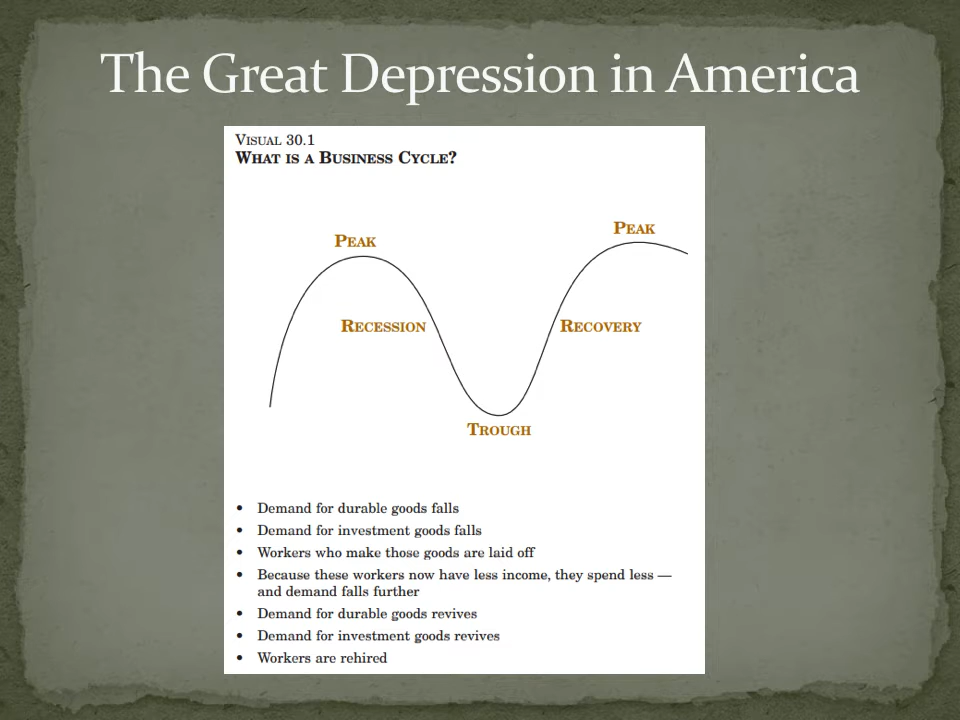 The Great Depression in America
VISUAL 30.1
WHAT IS A BUSINESS CYCLE?
PEAK
PEAK
RECESSION
RECOVERY
TROUGH
• Demand for durable goods falls
• Demand for investment goods falls
• Workers who make those goods are laid off
• Because these workers now have less income, they spend less —
and demand falls further
• Demand for durable goods revives
• Demand for investment goods revives
• Workers are rehired